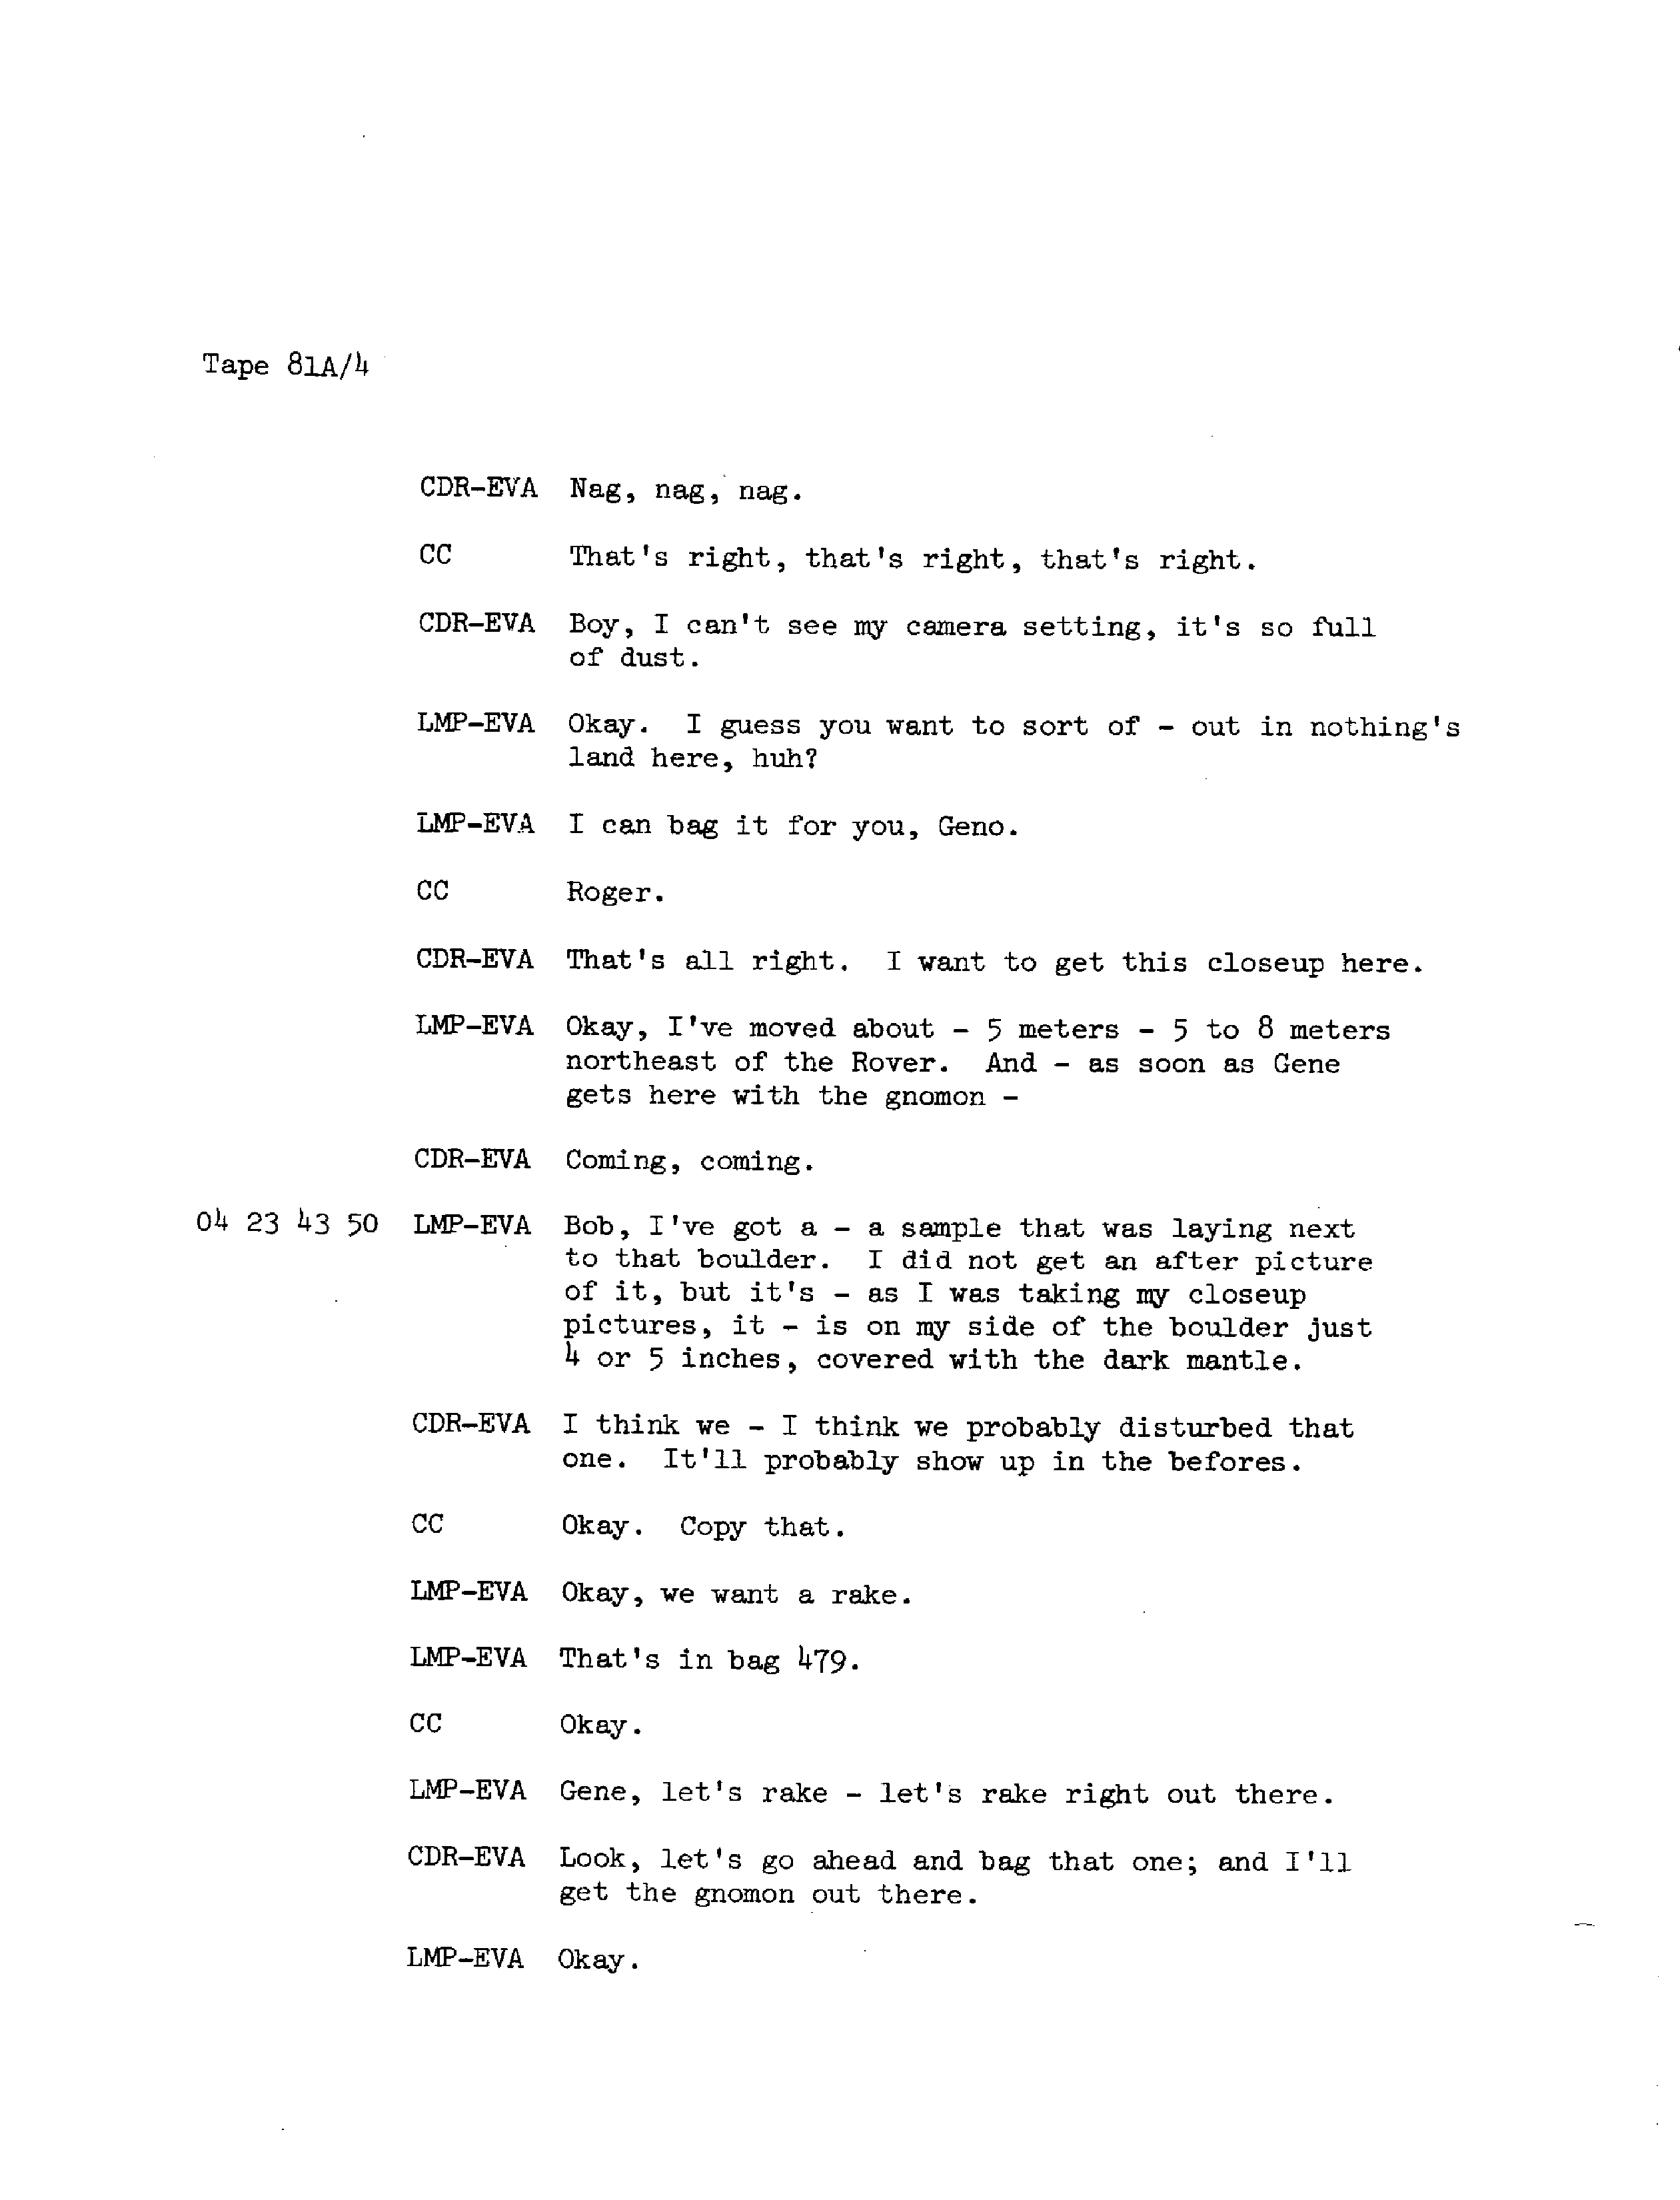 Tape 81A/4
CDR-EVA Nag, nag, nag.
CC That's right, that's right, that's right.
CDR-EVA Boy, I can't see my camera setting, it's so full
of dust.
LMP-EVA Okay. I guess you want to sort of - out in nothing's
land here, huh?
LMP-EVA I can bag it for you, Geno.
CC Roger.
CDR-EVA That's all right. I want to get this closeup here.
LMP-EVA Okay, I've moved about - 5 meters - 5 to 8 meters
northeast of the Rover. And - as soon as Gene
gets here with the gnomon -
CDR-EVA Coming, coming.
04 23 43 50 LMP-EVA Bob, I've got a - a sample that was laying next
to that boulder. I did not get an after picture
of it, but it's - as I was taking my closeup
pictures, it - is on my side of the boulder just
4 or 5 inches, covered with the dark mantle.
CDR-EVA I think we - I think we probably disturbed that
one. It'll probably show up in the befores.
CC Okay. Copy that.
LMP-EVA Okay, we want a rake.
LMP-EVA That's in bag 479.
CC Okay.
LMP-EVA Gene, let's rake - let's rake right out there.
CDR-EVA Look, let's go ahead and bag that one; and I'll
get the gnomon out there.
LMP-EVA Okay.